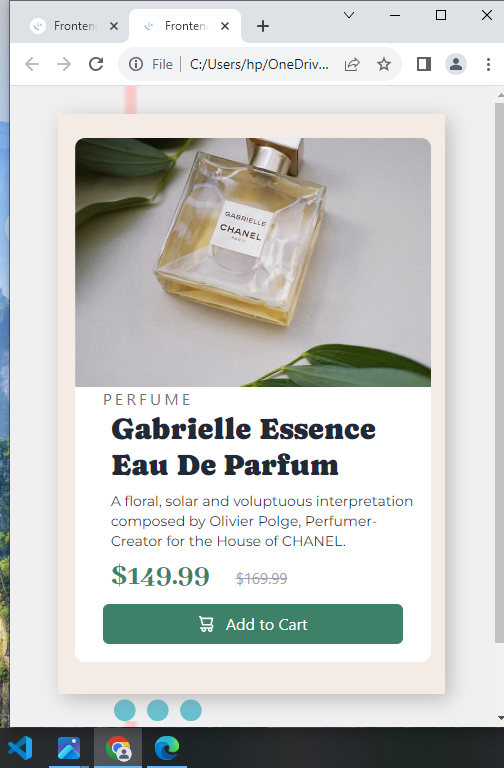 Fronten
Fronten
File
C:/Users/hp/OneDriv...
GABRIELLE
CHANEL
PARIS
PERFUME
Gabrielle Essence
Eau De Parfum
A floral, solar and voluptuous interpretation
composed by Olivier Polge, Perfumer-
Creator for the House of CHANEL.
$149.99 $169.99
Add to Cart